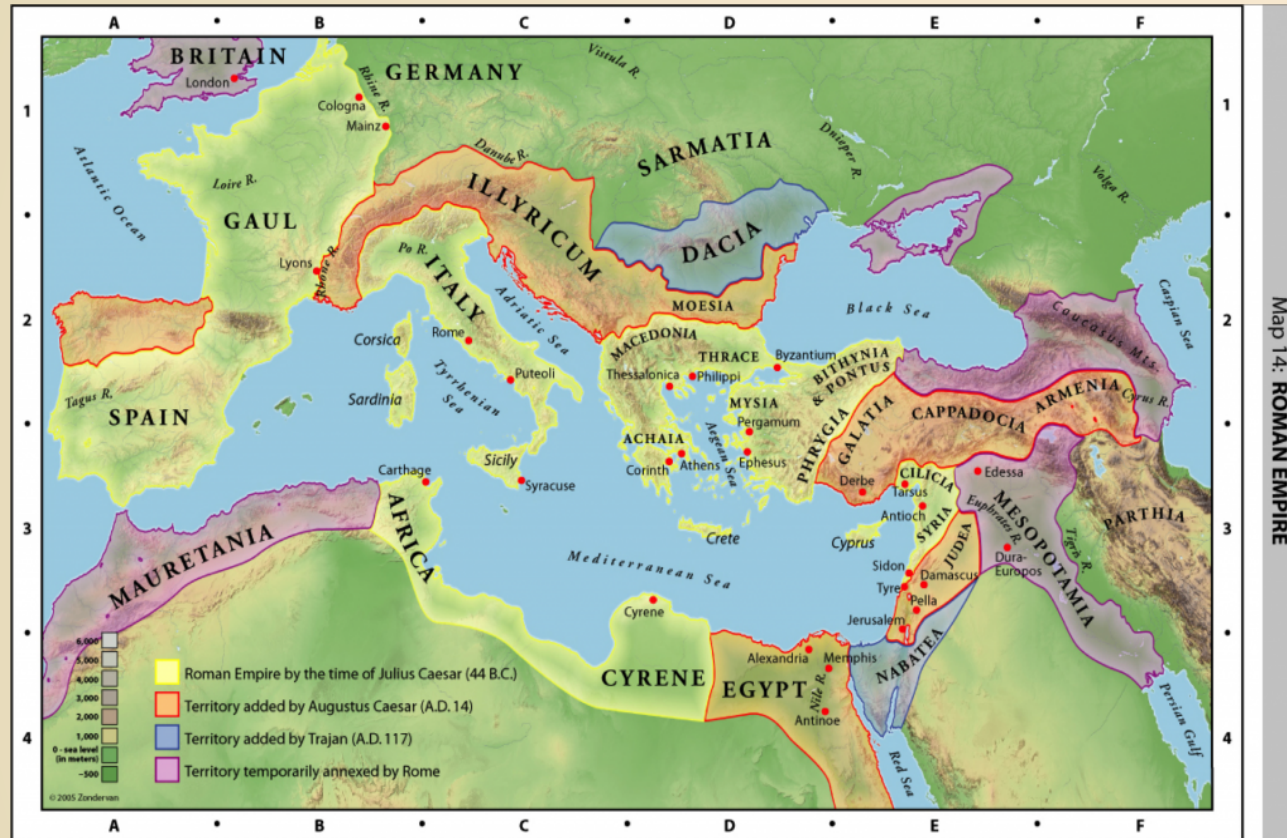 A • B • C • D • E • F
BRITAIN
London
GERMANY
Vistula R.
Rhine R.
Cologna
Mainz
1
1
SARMATIA
Dnieper R.
Volga R.
Atlantic Ocean
Loire R.
Danube R.
ILLYRICUM
GAUL
DACIA
Lyons
Rhone R.
Po R.
ITALY
MOESIA
Black Sea
Caspian Sea
Caucasus Mts.
2
2
Corsica
Rome
Adriatic Sea
MACEDONIA
THRACE
Byzantium
BITHYNIA
& PONTUS
Thessalonica
Philippi
Puteoli
Tyrrhenian
Sea
Sardinia
Tagus R.
SPAIN
MYSIA
Pergamum
PHRYGIA
GALATIA
CAPPADOCIA
ARMENIA
Cyrus R.
ACHAIA
Aegean Sea
Corinth
Athens
Ephesus
Sicily
Syracuse
Carthage
Derbe
CILICIA
Tarsus
Edessa
Antioch
3
3
MAURETANIA
AFRICA
Crete
Cyprus
SYRIA
Euphrates R.
MESOPOTAMIA
Tigris R.
PARTHIA
Mediterranean Sea
Dura-
Europos
JUDEA
Sidon
Damascus
Tyre
Pella
Jerusalem
Cyrene
CYRENE
Alexandria
Memphis
EGYPT
Nile R.
Antinoe
NABATEA
Red Sea
Persian Gulf
4
4
6,000
5,000
4,000
3,000
2,000
1,000
0 - sea level
(in meters)
-500
Roman Empire by the time of Julius Caesar (44 B.C.)
Territory added by Augustus Caesar (A.D. 14)
Territory added by Trajan (A.D. 117)
Territory temporarily annexed by Rome
© 2005 Zondervan
A • B • C • D • E • F
Map 14: ROMAN EMPIRE